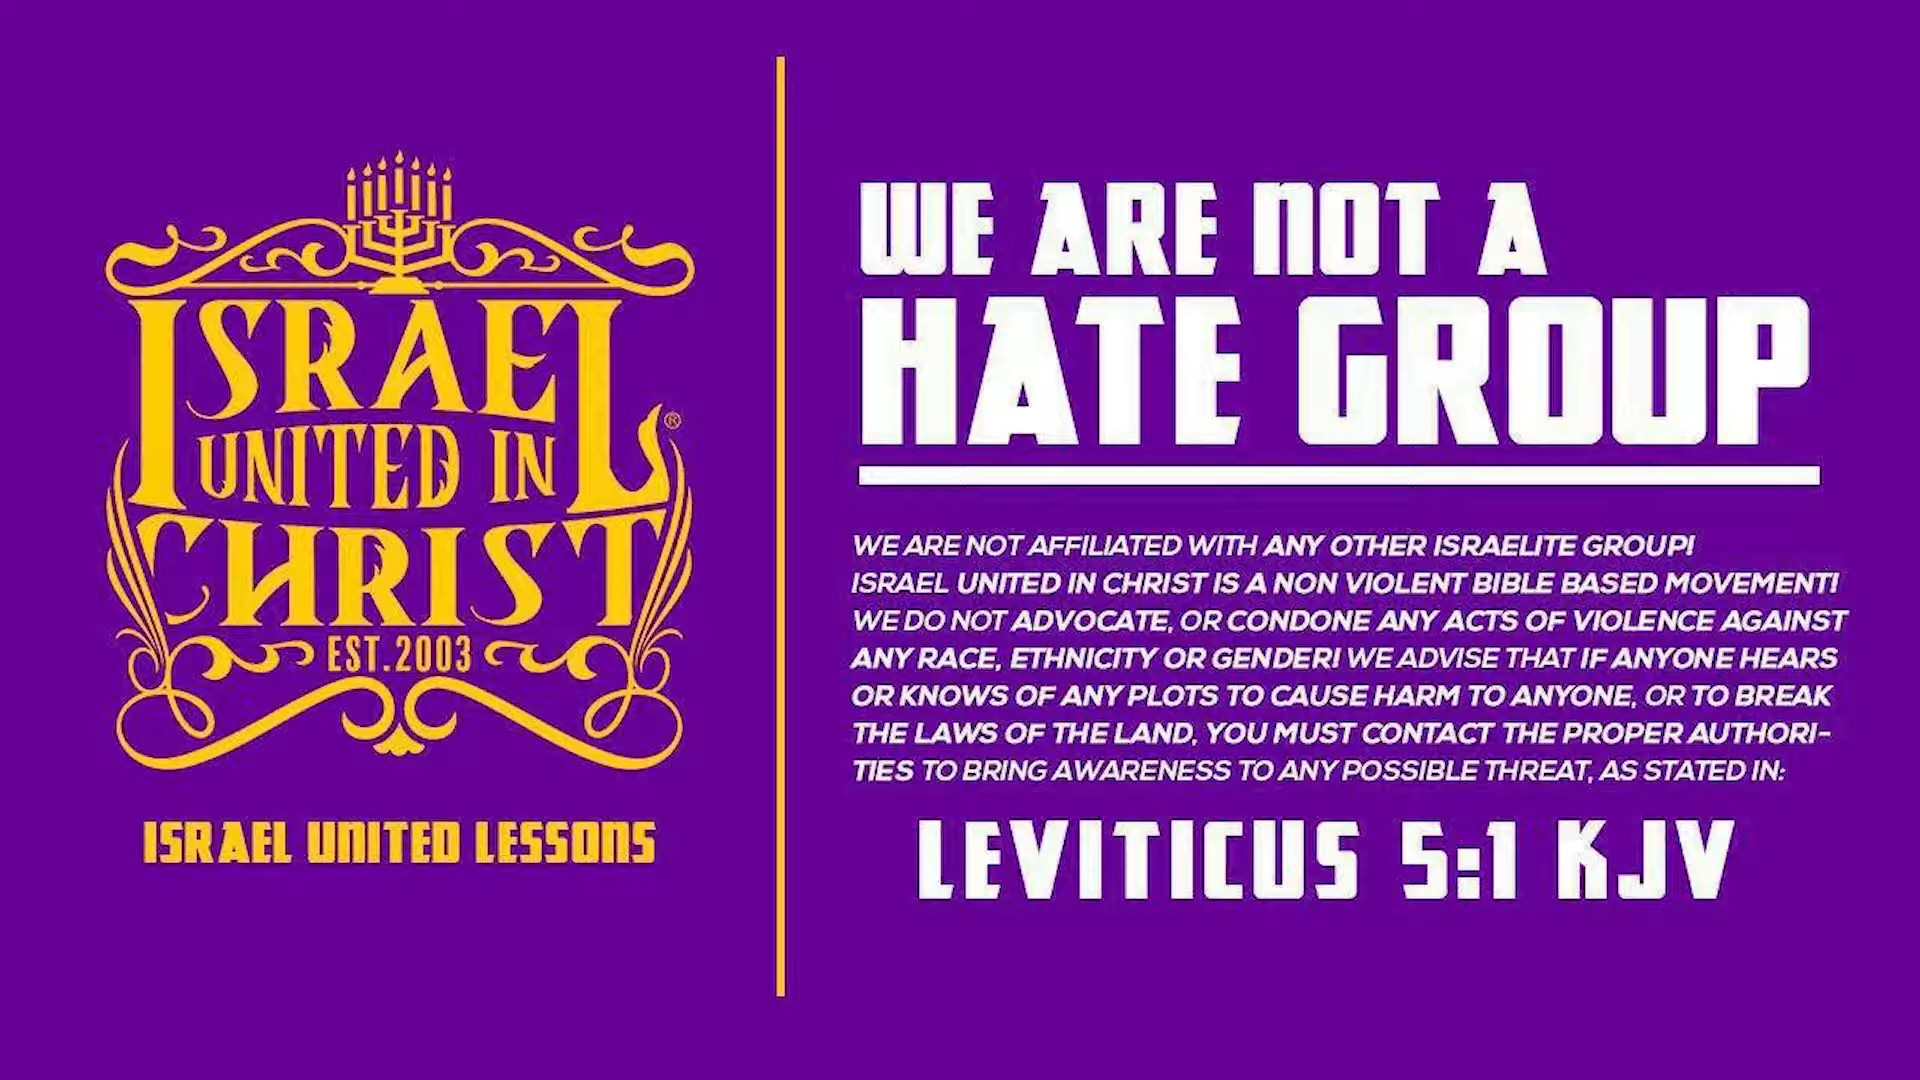 ISRAEL
UNITED IN
CHRIST
®
EST.2003
ISRAEL UNITED LESSONS
WE ARE NOT A
HATE GROUP
WE ARE NOT AFFILIATED WITH ANY OTHER ISRAELITE GROUP!
ISRAEL UNITED IN CHRIST IS A NON VIOLENT BIBLE BASED MOVEMENT!
WE DO NOT ADVOCATE, OR CONDONE ANY ACTS OF VIOLENCE AGAINST
ANY RACE, ETHNICITY OR GENDER! WE ADVISE THAT IF ANYONE HEARS
OR KNOWS OF ANY PLOTS TO CAUSE HARM TO ANYONE, OR TO BREAK
THE LAWS OF THE LAND, YOU MUST CONTACT THE PROPER AUTHORI-
TIES TO BRING AWARENESS TO ANY POSSIBLE THREAT, AS STATED IN:
LEVITICUS 5:1 KJV